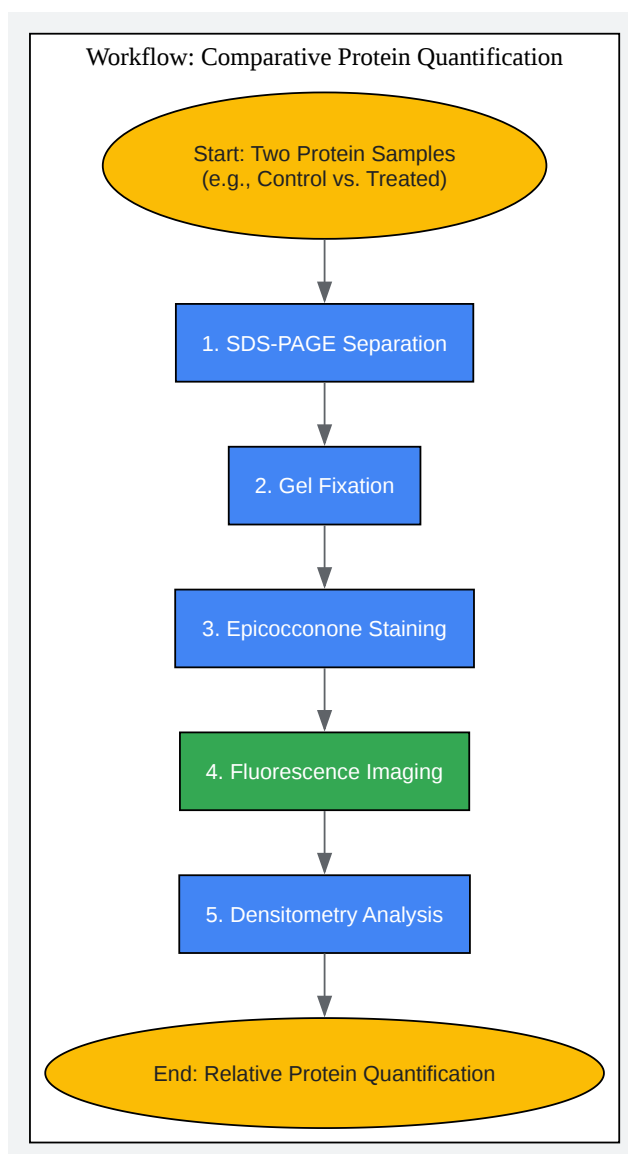 Workflow: Comparative Protein Quantification
Start: Two Protein Samples
(e.g., Control vs. Treated)
1. SDS-PAGE Separation
2. Gel Fixation
3. Epicocconone Staining
4. Fluorescence Imaging
5. Densitometry Analysis
End: Relative Protein Quantification